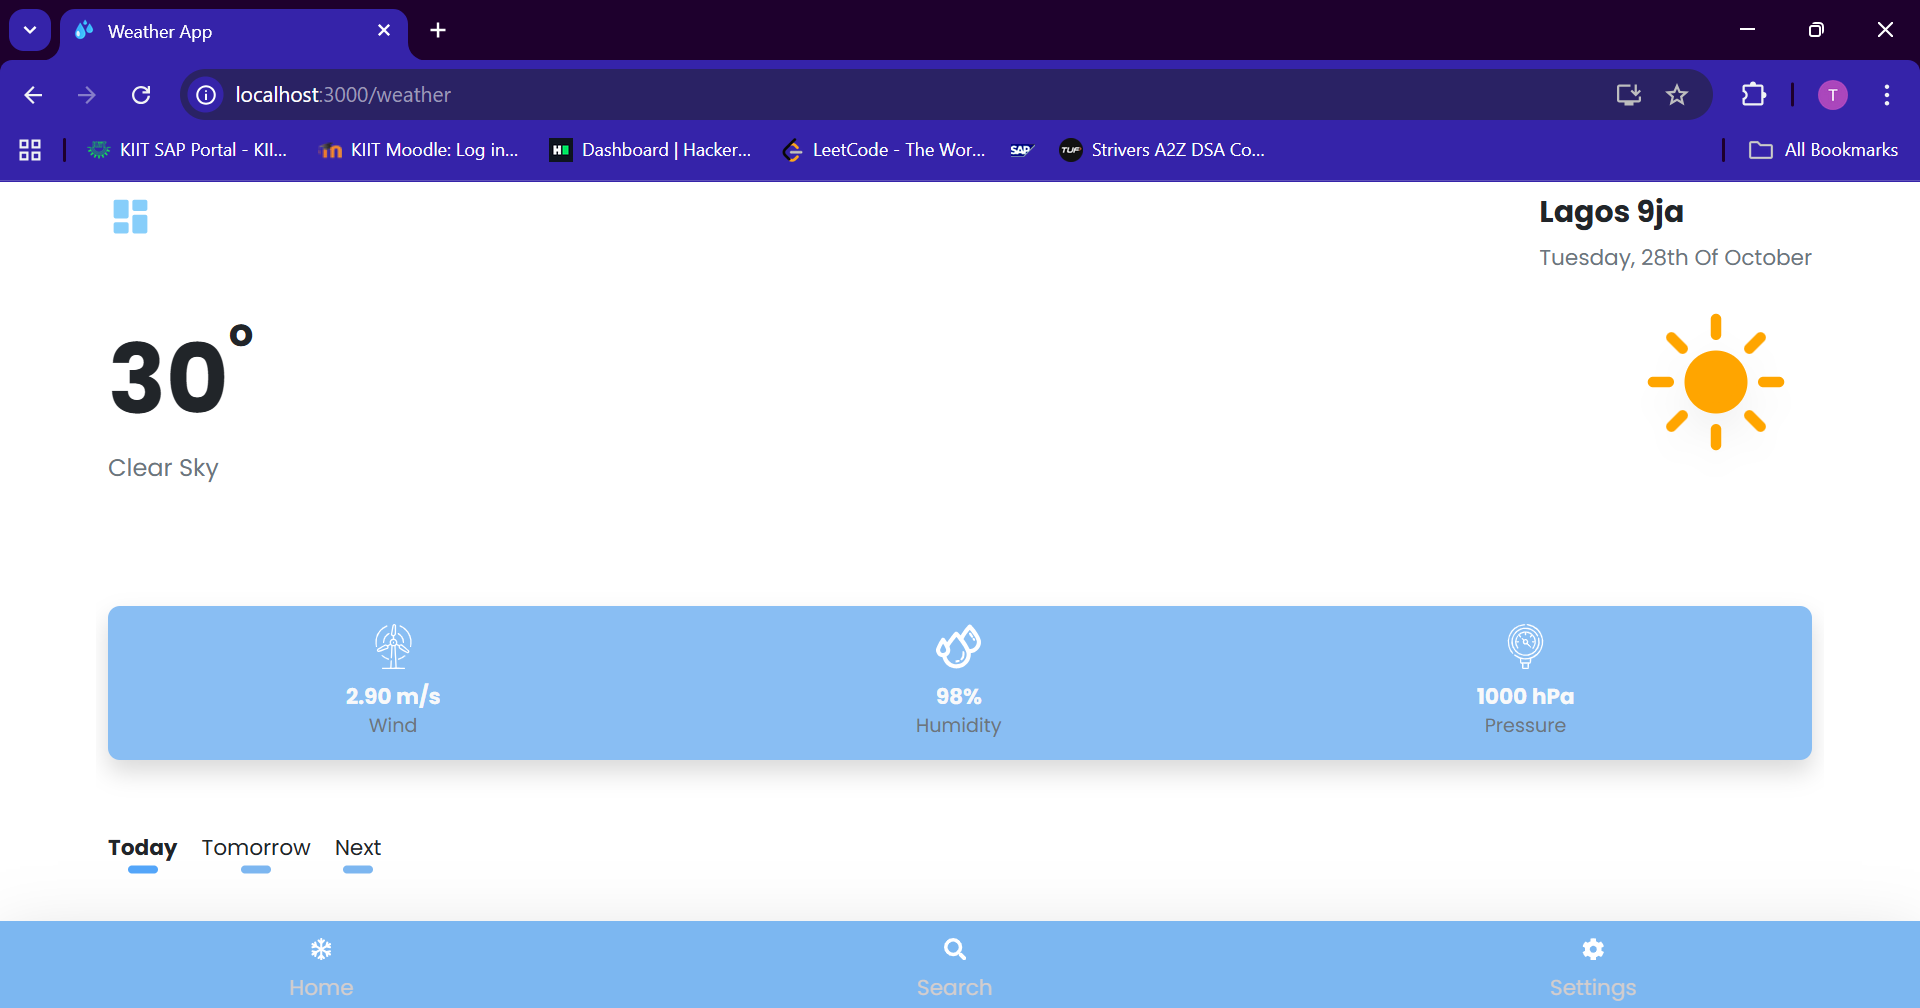 Weather App
localhost:3000/weather
KIIT SAP Portal - KII...
KIIT Moodle: Log in...
H
Dashboard | Hacker...
LeetCode - The Wor...
SAP
TUF
Strivers A2Z DSA Co...
All Bookmarks
T
Lagos 9ja
Tuesday, 28th Of October
30°
Clear Sky
2.90 m/s
Wind
98%
Humidity
1000 hPa
Pressure
Today Tomorrow Next
Home
Search
Settings